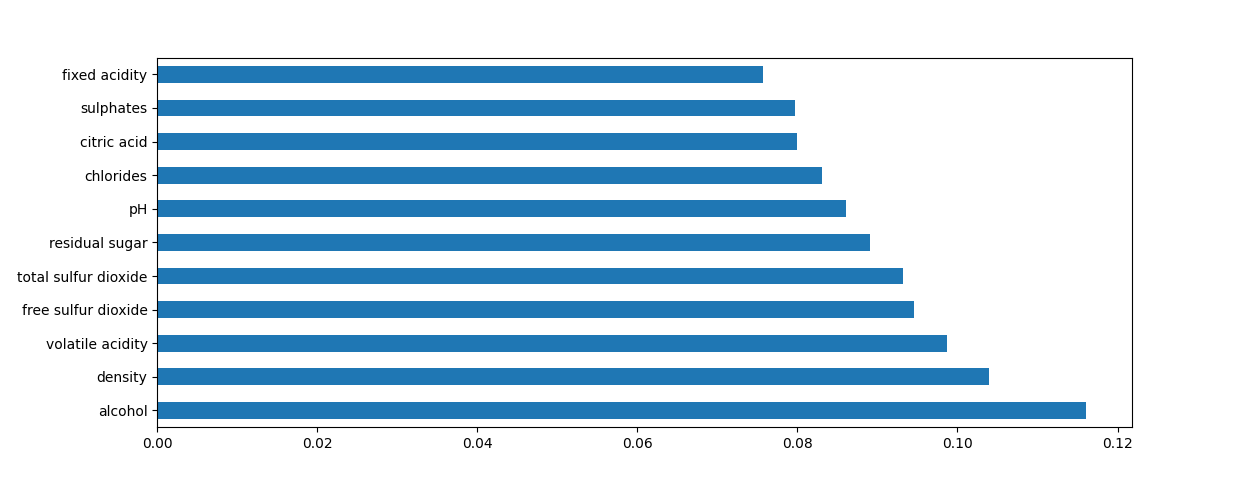 fixed acidity
sulphates
citric acid
chlorides
pH
residual sugar
total sulfur dioxide
free sulfur dioxide
volatile acidity
density
alcohol
0.00 0.02 0.04 0.06 0.08 0.10 0.12